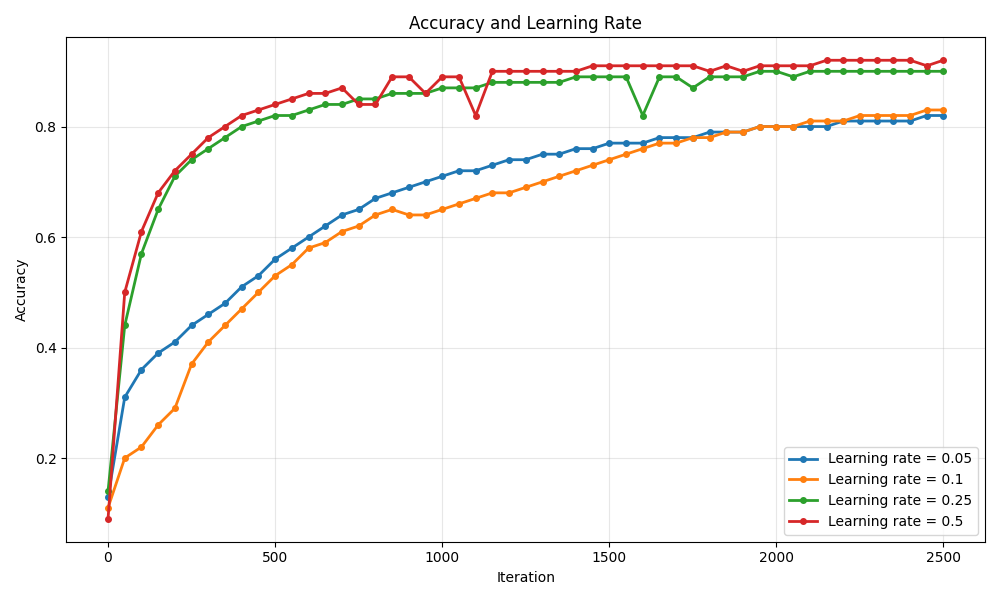 Accuracy and Learning Rate
Accuracy
0.8
0.6
0.4
0.2
Learning rate = 0.05
Learning rate = 0.1
Learning rate = 0.25
Learning rate = 0.5
0 500 1000 1500 2000 2500
Iteration